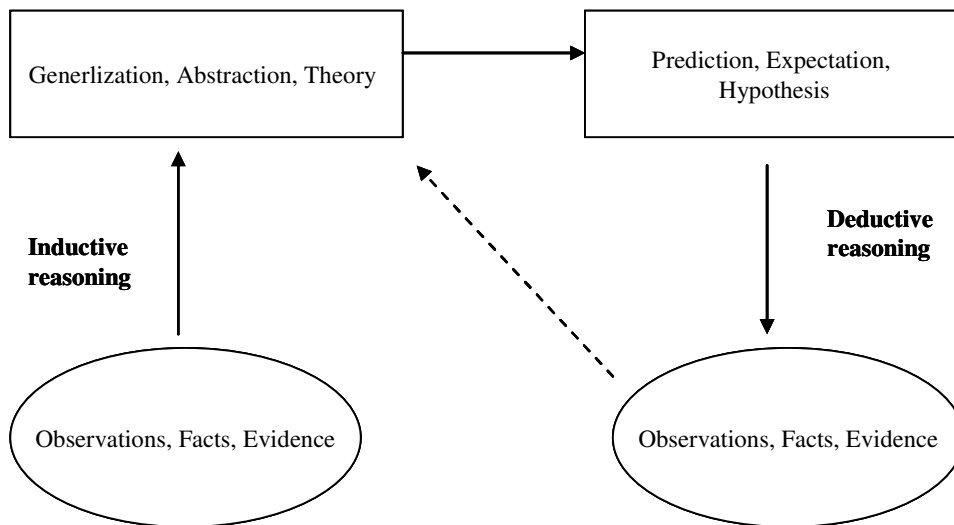 Generlization, Abstraction, Theory
Prediction, Expectation,
Hypothesis
Inductive
reasoning
Deductive
reasoning
Observations, Facts, Evidence
Observations, Facts, Evidence